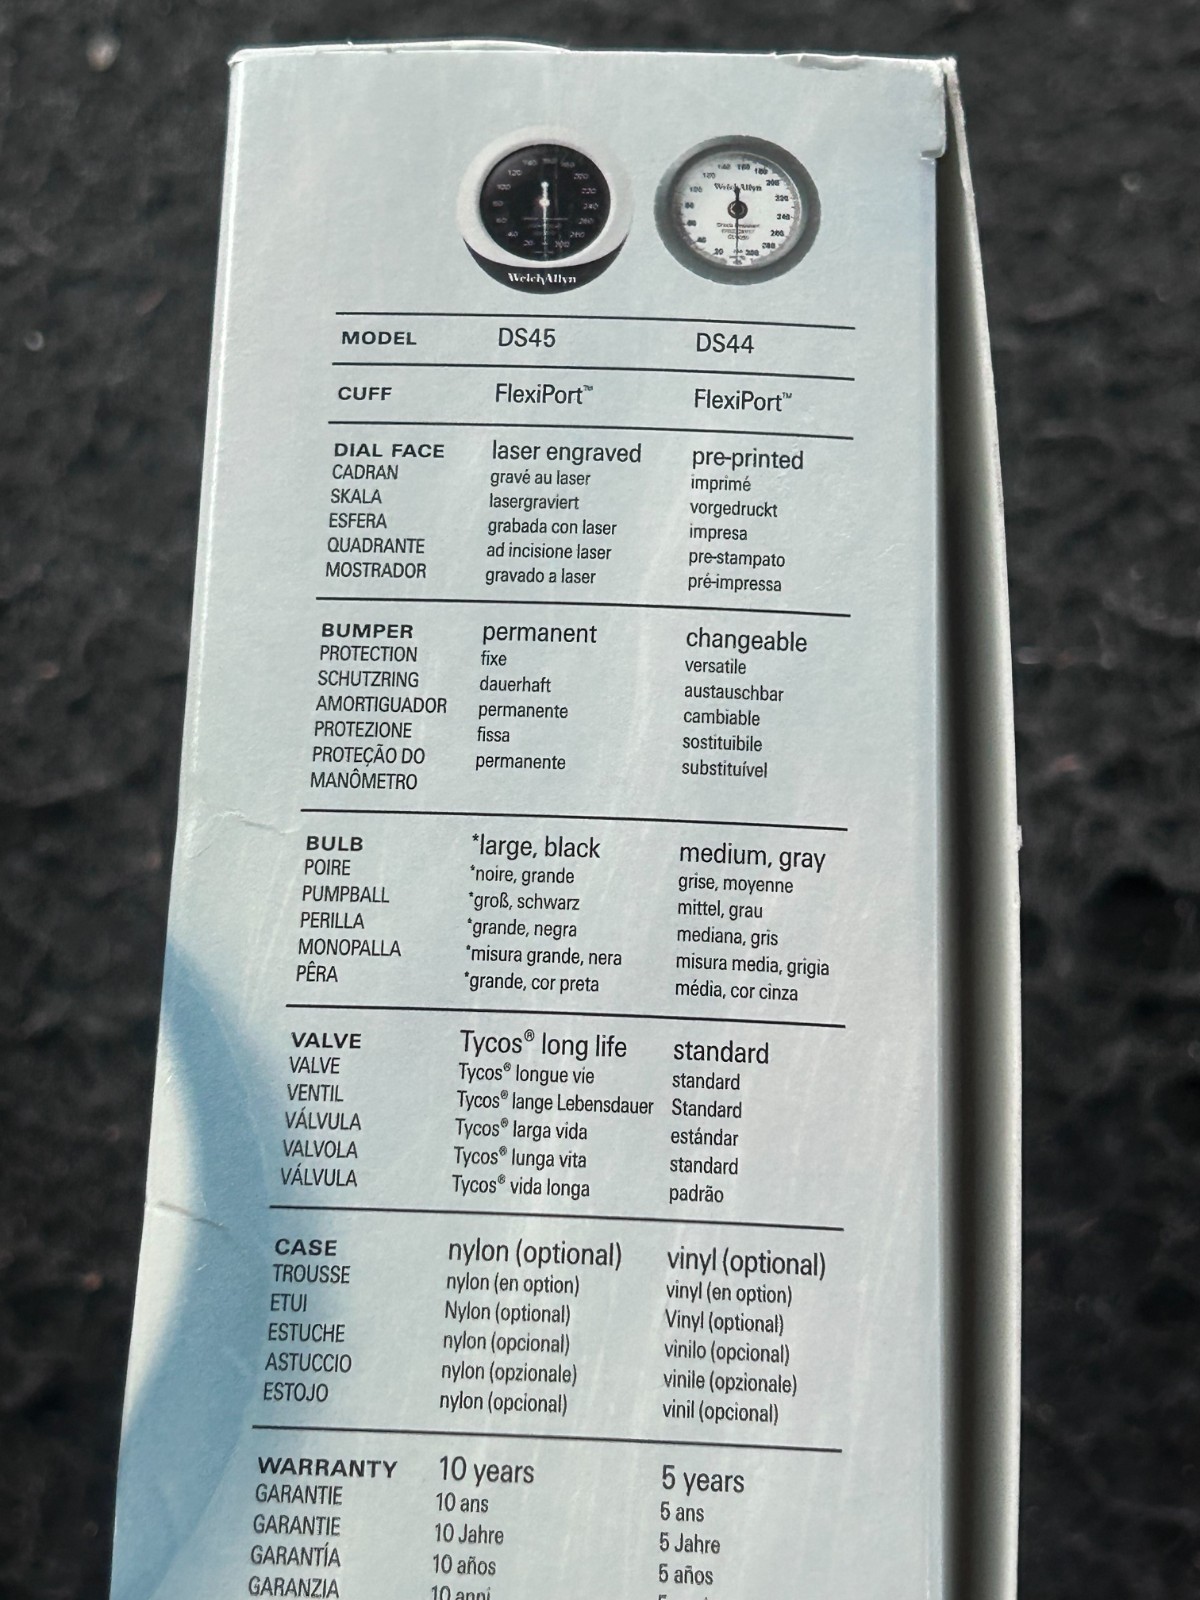 WelchAllyn
Welch Allyn
MODEL DS45 DS44
CUFF FlexiPort™ FlexiPort™
DIAL FACE laser engraved pre-printed
CADRAN gravé au laser imprimé
SKALA lasergraviert vorgedruckt
ESFERA grabada con laser impresa
QUADRANTE ad incisione laser pre-stampato
MOSTRADOR gravado a laser pré-impressa
BUMPER permanent changeable
PROTECTION fixe versatile
SCHUTZRING dauerhaft austauschbar
AMORTIGUADOR permanente cambiable
PROTEZIONE fissa sostituibile
PROTEÇÃO DO permanente substituível
MANÔMETRO
BULB *large, black medium, gray
POIRE *noire, grande grise, moyenne
PUMPBALL *groß, schwarz mittel, grau
PERILLA *grande, negra mediana, gris
MONOPALLA *misura grande, nera misura media, grigia
PÊRA *grande, cor preta média, cor cinza
VALVE Tycos® long life standard
VALVE Tycos® longue vie standard
VENTIL Tycos® lange Lebensdauer Standard
VÁLVULA Tycos® larga vida estándar
VALVOLA Tycos® lunga vita standard
VÁLVULA Tycos® vida longa padrão
CASE nylon (optional) vinyl (optional)
TROUSSE nylon (en option) vinyl (en option)
ETUI Nylon (optional) Vinyl (optional)
ESTUCHE nylon (opcional) vinilo (opcional)
ASTUCCIO nylon (opzionale) vinile (opzionale)
ESTOJO nylon (opcional) vinil (opcional)
WARRANTY 10 years 5 years
GARANTIE 10 ans 5 ans
GARANTIE 10 Jahre 5 Jahre
GARANTÍA 10 años 5 años
GARANZIA 10 anni